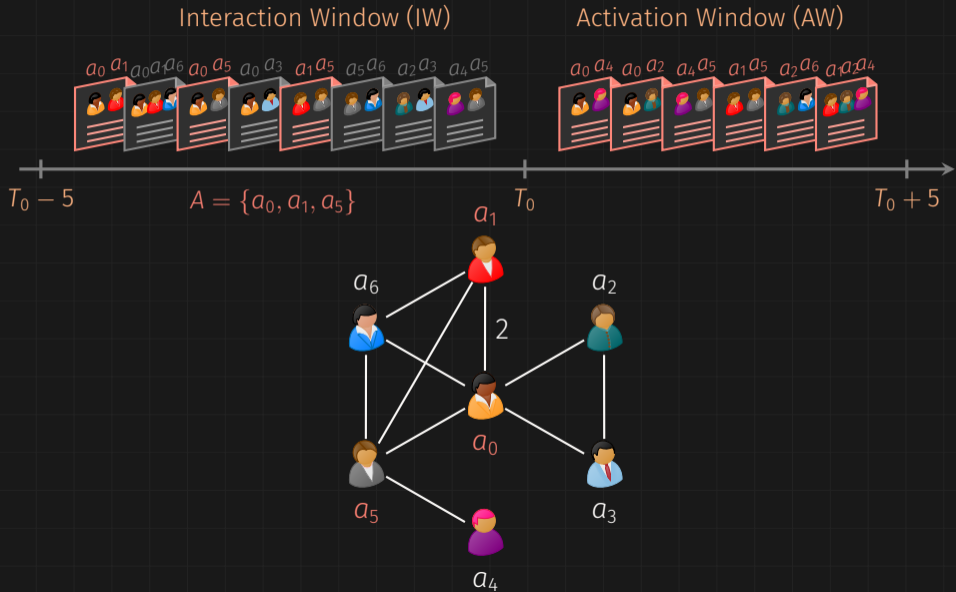 Interaction Window (IW) Activation Window (AW)
a₀ a₁ a₀ a₁ a₆ a₀ a₅ a₀ a₃ a₁ a₅ a₅ a₆ a₂ a₃ a₄ a₅ a₀ a₄ a₀ a₂ a₄ a₅ a₁ a₅ a₂ a₆ a₁ a₂ a₄
T₀ − 5 A = {a₀, a₁, a₅} T₀ T₀ + 5
a₁
a₆ a₂
2
a₀
a₅ a₃
a₄